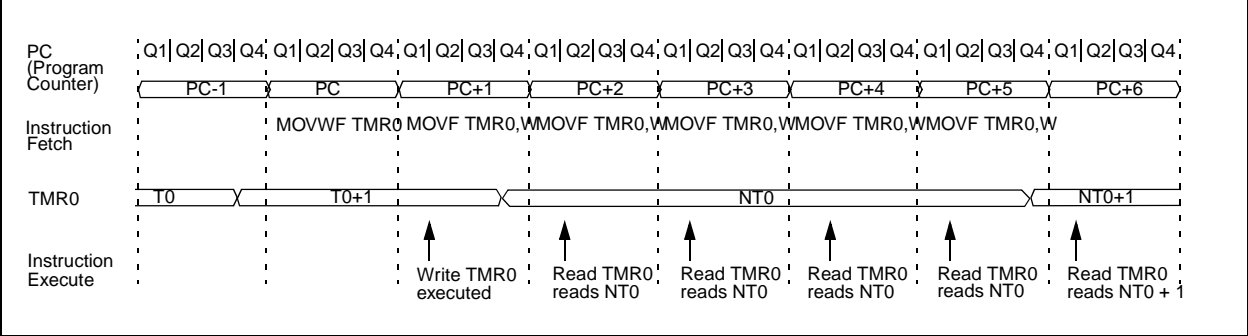 PC
(Program
Counter)
Q1 Q2 Q3 Q4 Q1 Q2 Q3 Q4 Q1 Q2 Q3 Q4 Q1 Q2 Q3 Q4 Q1 Q2 Q3 Q4 Q1 Q2 Q3 Q4 Q1 Q2 Q3 Q4 Q1 Q2 Q3 Q4
PC-1 PC PC+1 PC+2 PC+3 PC+4 PC+5 PC+6
Instruction
Fetch
MOVWF TMR0 MOVF TMR0,W MOVF TMR0,W MOVF TMR0,W MOVF TMR0,W MOVF TMR0,W
TMR0
T0 T0+1 NT0 NT0+1
Instruction
Execute
Write TMR0
executed
Read TMR0
reads NT0
Read TMR0
reads NT0
Read TMR0
reads NT0
Read TMR0
reads NT0
Read TMR0
reads NT0 + 1